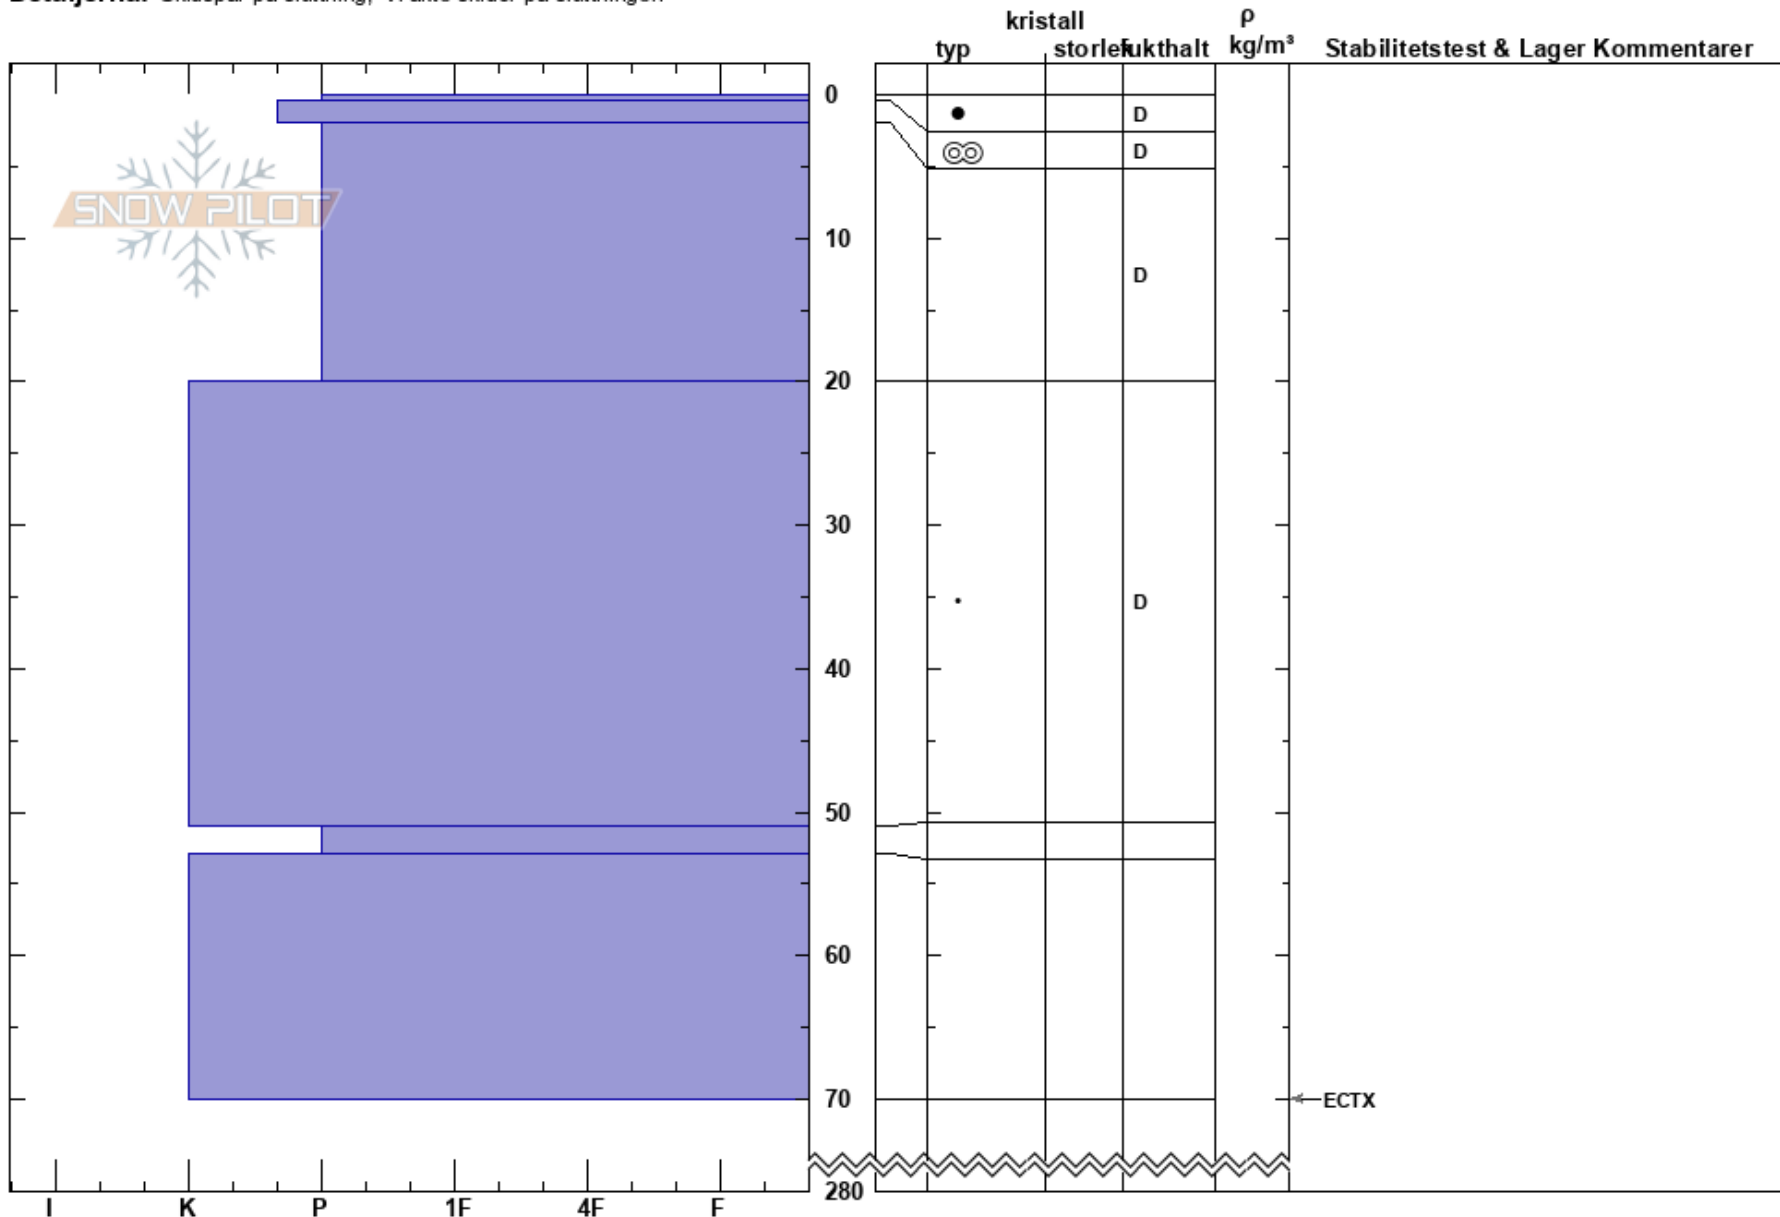 kristall ρ
typ storlek fukthalt kg/m³ Stabilitetstest & Lager Kommentarer
0
D
D
SNOW PILOT
10
D
20
30
D
40
50
60
70 ECTX
280
I K P 1F 4F F